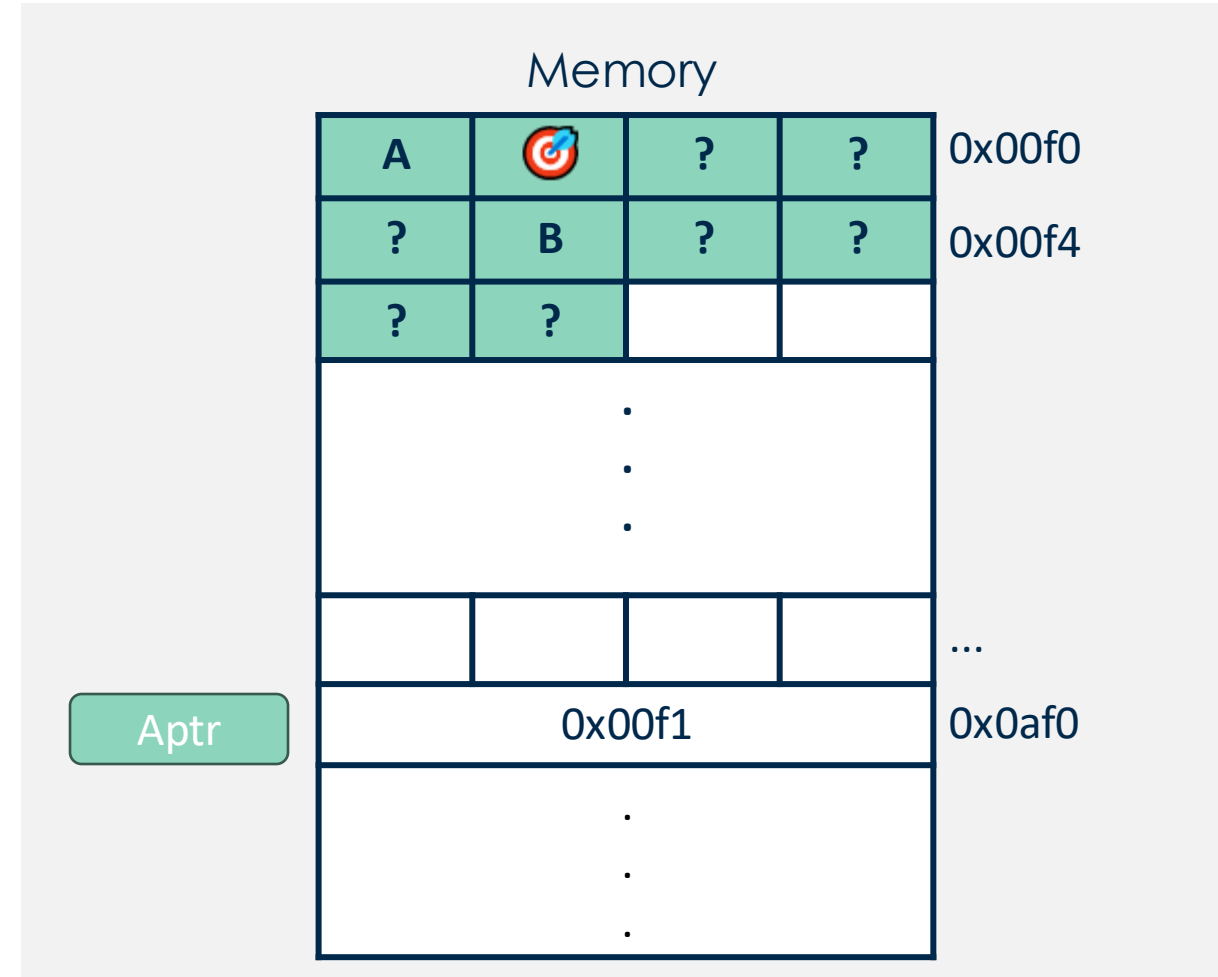 Memory
A ? ? 0x00f0
? B ? ? 0x00f4
? ?
.
.
.
...
Aptr 0x00f1 0x0af0
.
.
.